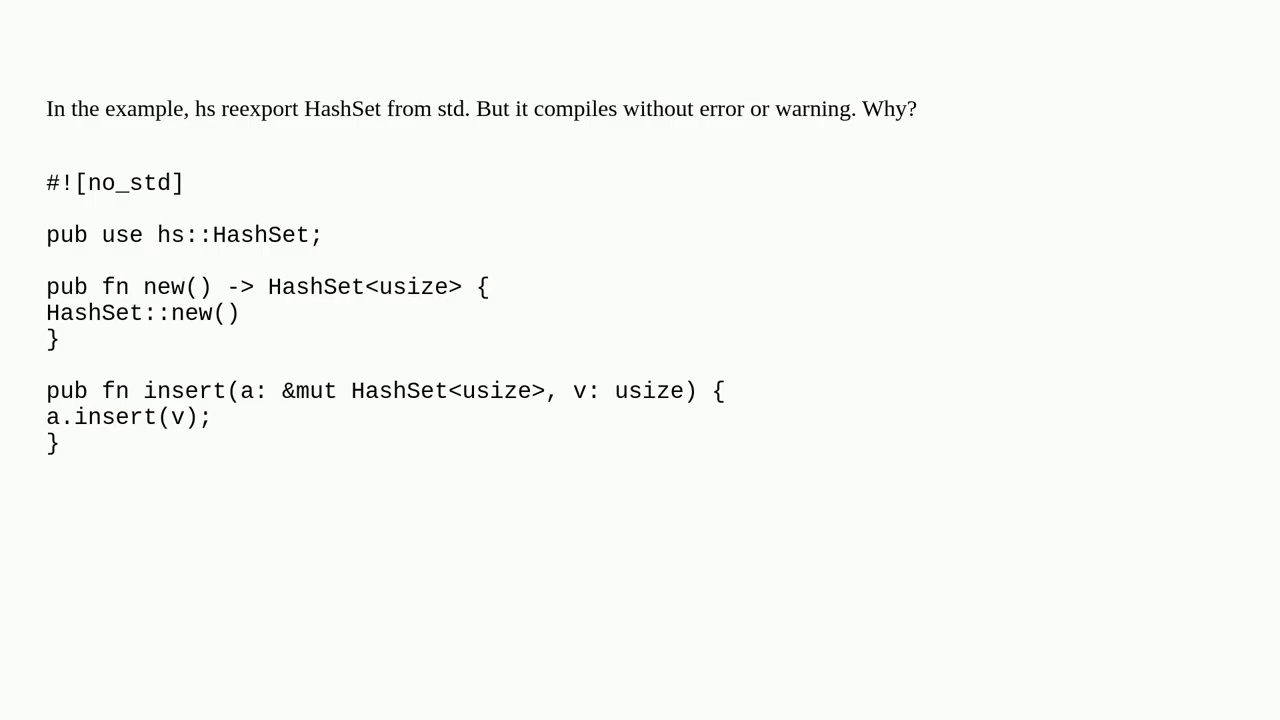 In the example, hs reexport HashSet from std. But it compiles without error or warning. Why?
#![no_std]
pub use hs::HashSet;
pub fn new() -> HashSet<usize> {
HashSet::new()
}
pub fn insert(a: &mut HashSet<usize>, v: usize) {
a.insert(v);
}